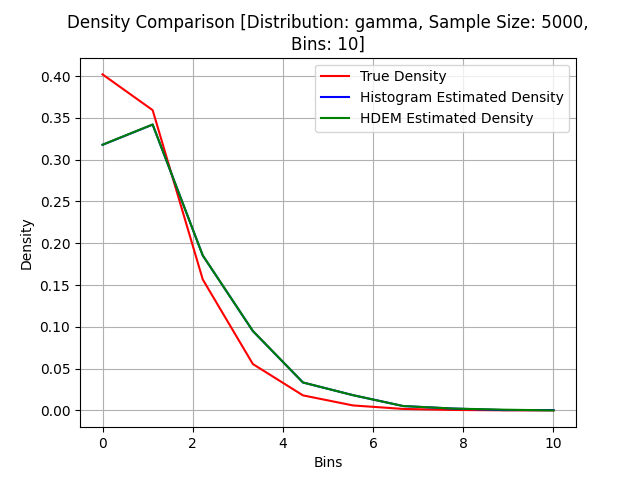 Density Comparison [Distribution: gamma, Sample Size: 5000,
Bins: 10]
True Density
Histogram Estimated Density
HDEM Estimated Density
Density
0.40
0.35
0.30
0.25
0.20
0.15
0.10
0.05
0.00
0 2 4 6 8 10
Bins